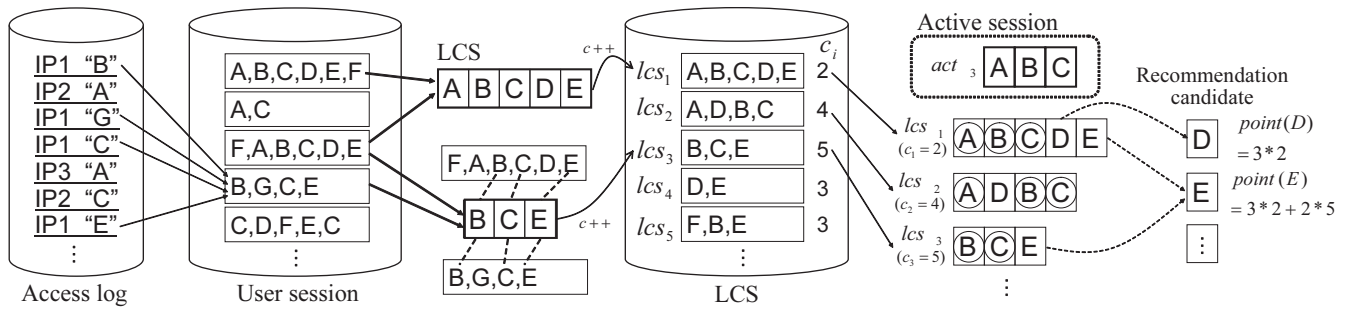 IP1 “B”
IP2 “A”
IP1 “G”
IP1 “C”
IP3 “A”
IP2 “C”
IP1 “E”
⋮
Access log
A,B,C,D,E,F
A,C
F,A,B,C,D,E
B,G,C,E
C,D,F,E,C
⋮
User session
LCS
A B C D E
F,A,B,C,D,E
B C E
B,G,C,E
c++
c++
c_i
lcs_1 A,B,C,D,E 2
lcs_2 A,D,B,C 4
lcs_3 B,C,E 5
lcs_4 D,E 3
lcs_5 F,B,E 3
⋮
LCS
Active session
act_3 A B C
lcs_1 (c_1=2) A B C D E
lcs_2 (c_2=4) A D B C
lcs_3 (c_3=5) B C E
⋮
Recommendation
candidate
D
point(D)
=3*2
E
point(E)
=3*2+2*5
⋮